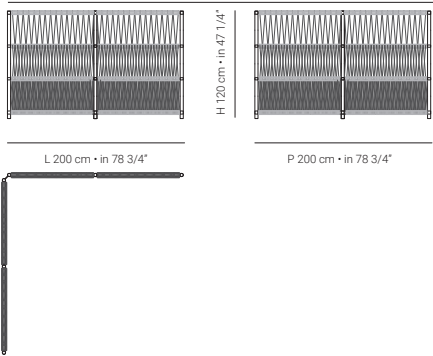 H 120 cm • in 47 1/4”
L 200 cm • in 78 3/4”
P 200 cm • in 78 3/4”